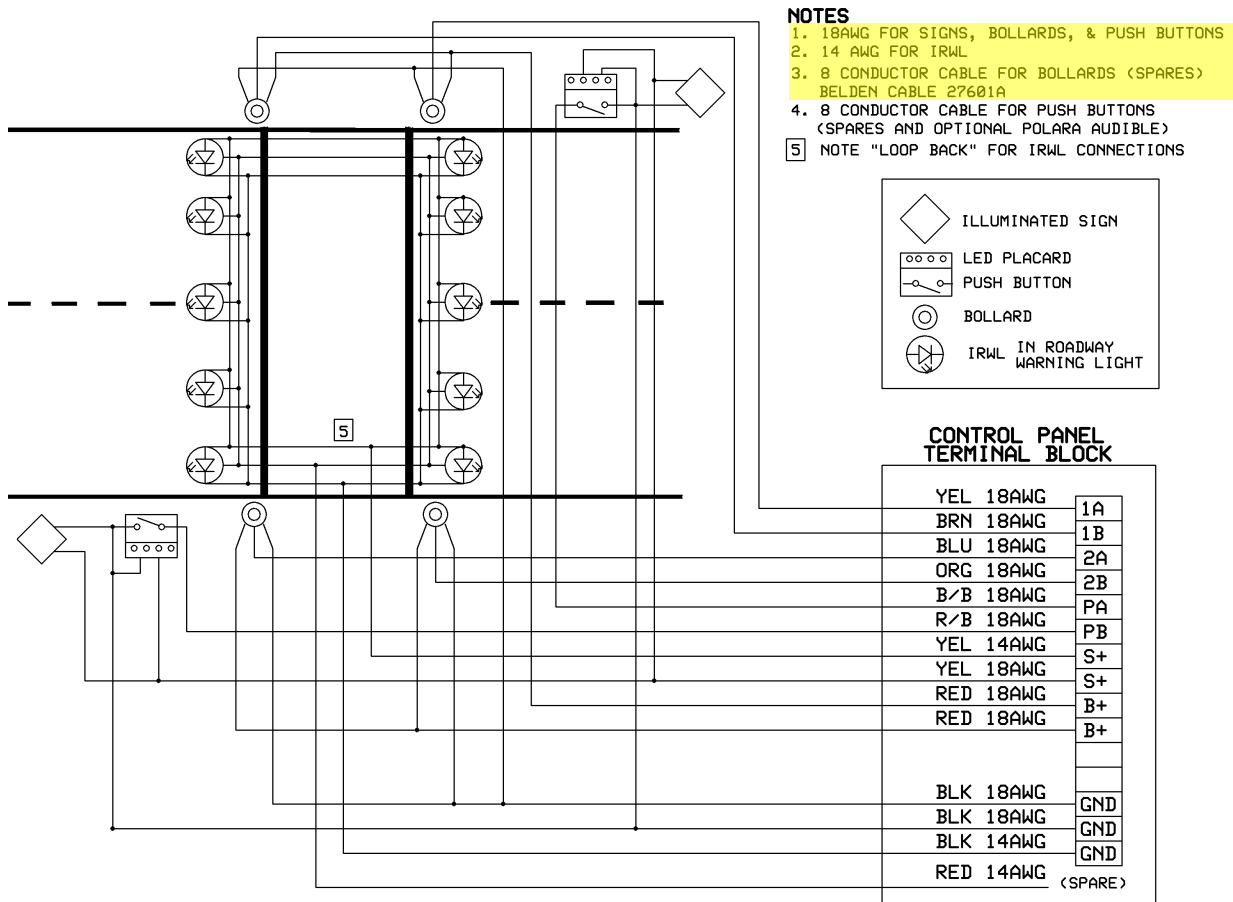 NOTES
1. 18AWG FOR SIGNS, BOLLARDS, & PUSH BUTTONS
2. 14 AWG FOR IRWL
3. 8 CONDUCTOR CABLE FOR BOLLARDS (SPARES)
BELDEN CABLE 27601A
4. 8 CONDUCTOR CABLE FOR PUSH BUTTONS
(SPARES AND OPTIONAL POLARA AUDIBLE)
5 NOTE "LOOP BACK" FOR IRWL CONNECTIONS
ILLUMINATED SIGN
LED PLACARD
PUSH BUTTON
BOLLARD
IRWL IN ROADWAY
WARNING LIGHT
5
CONTROL PANEL
TERMINAL BLOCK
YEL 18AWG 1A
BRN 18AWG 1B
BLU 18AWG 2A
ORG 18AWG 2B
B/B 18AWG PA
R/B 18AWG PB
YEL 14AWG S+
YEL 18AWG S+
RED 18AWG B+
RED 18AWG B+
BLK 18AWG GND
BLK 18AWG GND
BLK 14AWG GND
RED 14AWG (SPARE)